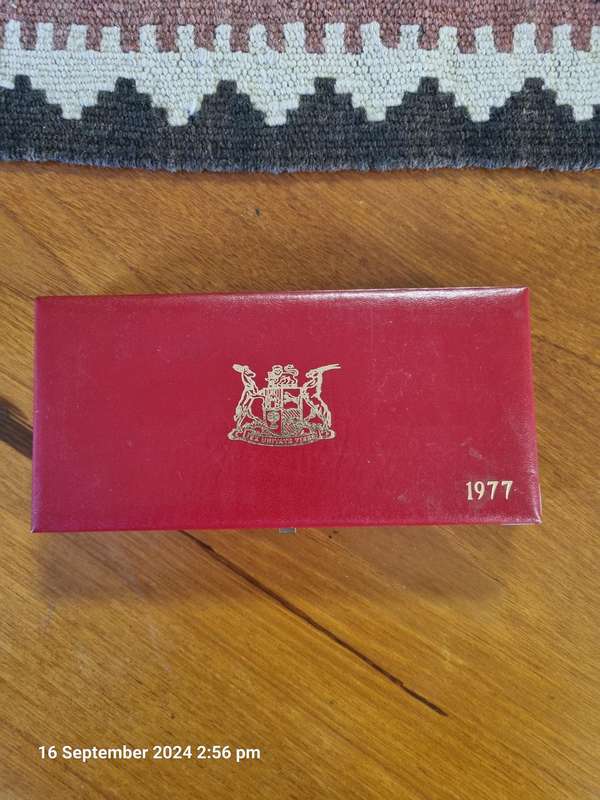 EX UNITATE VIRES
1977
16 September 2024 2:56 pm